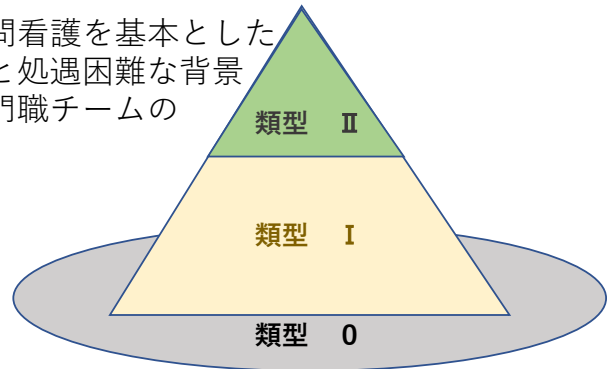 問看護を基本とした
と処遇困難な背景
門職チームの
類型 Ⅱ
類型 Ⅰ
類型 0